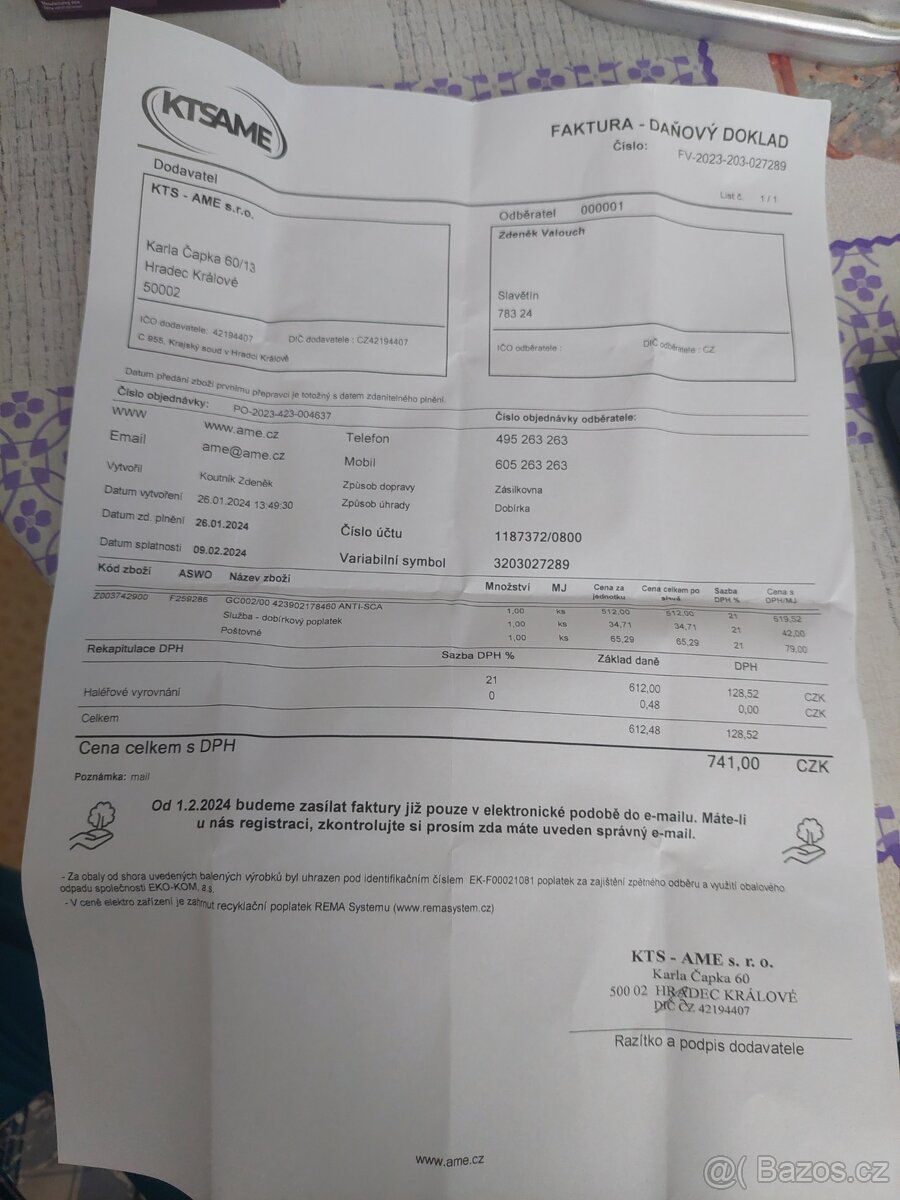 KTSAME
FAKTURA - DAŇOVÝ DOKLAD
Číslo: FV-2023-203-027289
List č. 1 / 1
Dodavatel
KTS - AME s.r.o.
Karla Čapka 60/13
Hradec Králové
50002
IČO dodavatele: 42194407 DIČ dodavatele : CZ42194407
C 955, Krajský soud v Hradci Králové
Odběratel 000001
Zdeněk Valouch
Slavětín
783 24
IČO odběratele : DIČ odběratele : CZ
Datum předání zboží prvnímu přepravci je totožný s datem zdanitelného plnění.
Číslo objednávky: PO-2023-423-004637 Číslo objednávky odběratele:
WWW www.ame.cz Telefon 495 263 263
Email ame@ame.cz Mobil 605 263 263
Vytvořil Koutník Zdeněk Způsob dopravy Zásilkovna
Datum vytvoření 26.01.2024 13:49:30 Způsob úhrady Dobírka
Datum zd. plnění 26.01.2024 Číslo účtu 1187372/0800
Datum splatnosti 09.02.2024 Variabilní symbol 3203027289
Kód zboží ASWO Název zboží Množství MJ Cena za jednotku Cena celkem po slevě Sazba DPH % Cena s DPH/MJ
Z003742900 F259286 GC002/00 423902178460 ANTI-SCA 1,00 ks 512,00 512,00 21 619,52
Služba - dobírkový poplatek 1,00 ks 34,71 34,71 21 42,00
Poštovné 1,00 ks 65,29 65,29 21 79,00
Rekapitulace DPH Sazba DPH % Základ daně DPH
21 612,00 128,52 CZK
Haléřové vyrovnání 0 0,48 0,00 CZK
Celkem 612,48 128,52
Cena celkem s DPH 741,00 CZK
Poznámka: mail
Od 1.2.2024 budeme zasílat faktury již pouze v elektronické podobě do e-mailu. Máte-li
u nás registraci, zkontrolujte si prosím zda máte uveden správný e-mail.
- Za obaly od shora uvedených balených výrobků byl uhrazen pod identifikačním číslem EK-F00021081 poplatek za zajištění zpětného odběru a využití obalového
odpadu společnosti EKO-KOM, a.s,
- V ceně elektro zařízení je zahrnut recyklační poplatek REMA Systemu (www.remasystem.cz)
KTS - AME s. r. o.
Karla Čapka 60
500 02 HRADEC KRÁLOVÉ
DIČ CZ 42194407
Razítko a podpis dodavatele
www.ame.cz
@( Bazos.cz